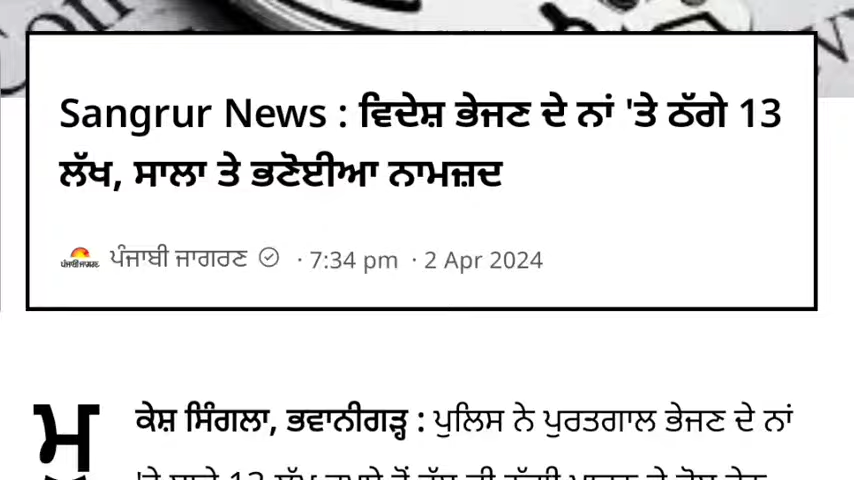 Sangrur News : ਵਿਦੇਸ਼ ਭੇਜਣ ਦੇ ਨਾਂ 'ਤੇ ਠੱਗੇ 13
ਲੱਖ, ਸਾਲਾ ਤੇ ਭਣੋਈਆ ਨਾਮਜ਼ਦ
ਪੰਜਾਬੀ ਜਾਗਰਣ · 7:34 pm · 2 Apr 2024
ਮੁਕੇਸ਼ ਸਿੰਗਲਾ, ਭਵਾਨੀਗੜ੍ਹ : ਪੁਲਿਸ ਨੇ ਪੁਰਤਗਾਲ ਭੇਜਣ ਦੇ ਨਾਂ